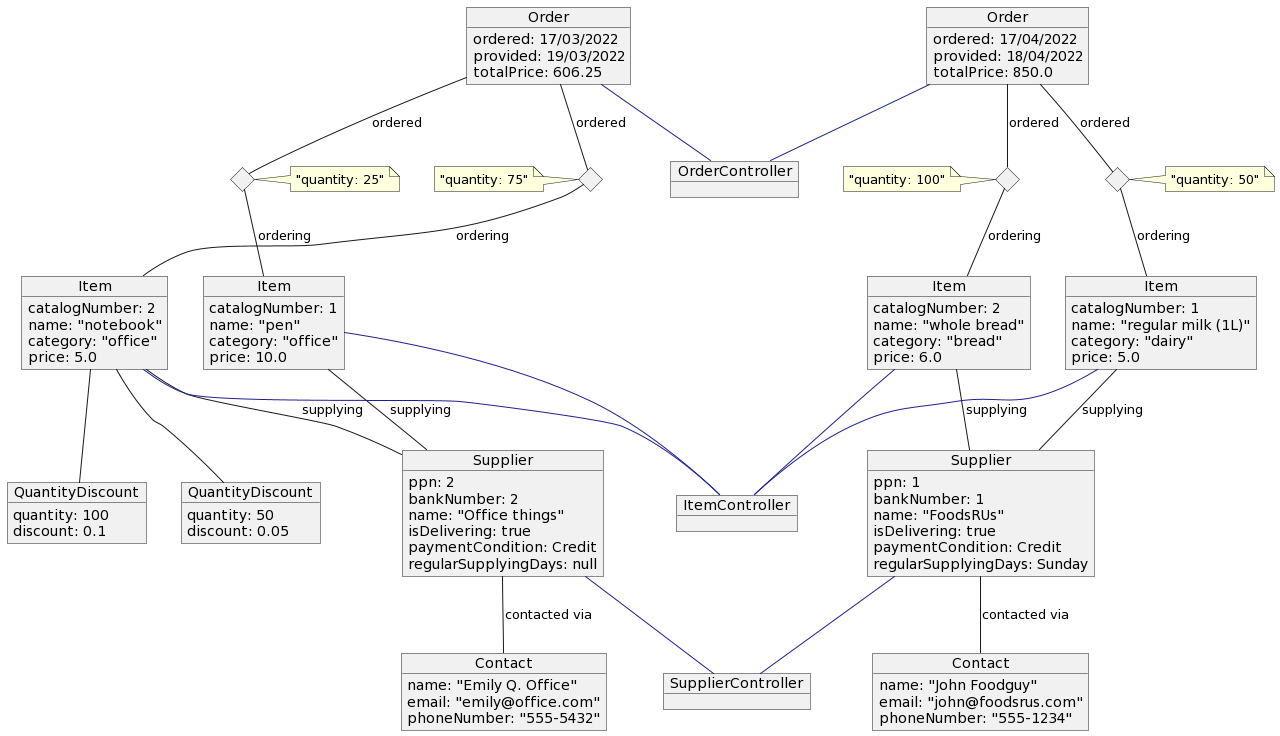 Order
ordered: 17/03/2022
provided: 19/03/2022
totalPrice: 606.25
Order
ordered: 17/04/2022
provided: 18/04/2022
totalPrice: 850.0
ordered
ordered
ordered
ordered
"quantity: 25"
"quantity: 75"
OrderController
"quantity: 100"
"quantity: 50"
ordering
ordering
ordering
ordering
Item
catalogNumber: 2
name: "notebook"
category: "office"
price: 5.0
Item
catalogNumber: 1
name: "pen"
category: "office"
price: 10.0
Item
catalogNumber: 2
name: "whole bread"
category: "bread"
price: 6.0
Item
catalogNumber: 1
name: "regular milk (1L)"
category: "dairy"
price: 5.0
supplying
supplying
supplying
supplying
QuantityDiscount
quantity: 100
discount: 0.1
QuantityDiscount
quantity: 50
discount: 0.05
Supplier
ppn: 2
bankNumber: 2
name: "Office things"
isDelivering: true
paymentCondition: Credit
regularSupplyingDays: null
ItemController
Supplier
ppn: 1
bankNumber: 1
name: "FoodsRUs"
isDelivering: true
paymentCondition: Credit
regularSupplyingDays: Sunday
contacted via
contacted via
Contact
name: "Emily Q. Office"
email: "emily@office.com"
phoneNumber: "555-5432"
SupplierController
Contact
name: "John Foodguy"
email: "john@foodsrus.com"
phoneNumber: "555-1234"